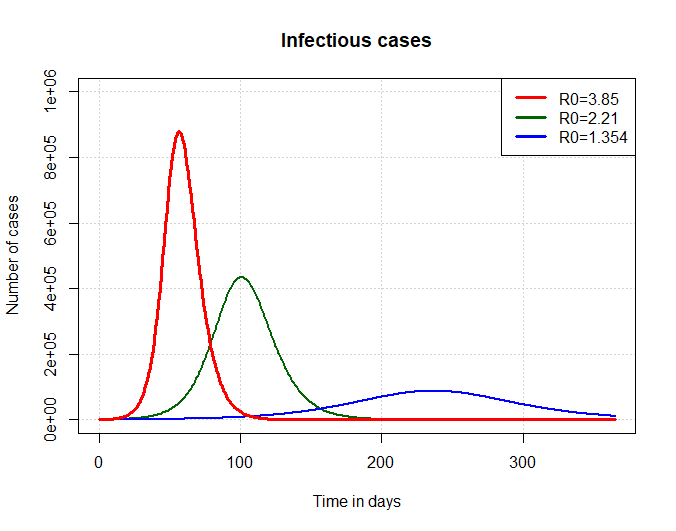 Infectious cases
R0=3.85
R0=2.21
R0=1.354
Number of cases
1e+06
8e+05
6e+05
4e+05
2e+05
0e+00
0 100 200 300
Time in days